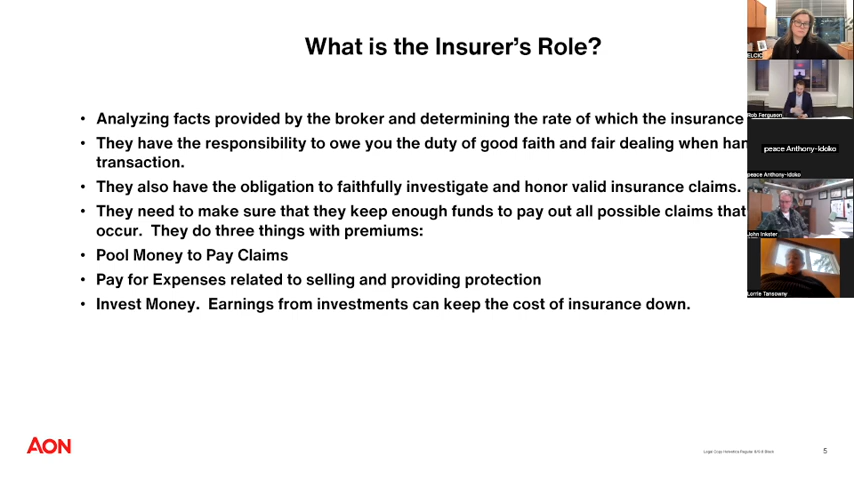 What is the Insurer's Role?
• Analyzing facts provided by the broker and determining the rate of which the insurance
• They have the responsibility to owe you the duty of good faith and fair dealing when han
transaction.
• They also have the obligation to faithfully investigate and honor valid insurance claims.
• They need to make sure that they keep enough funds to pay out all possible claims that
occur. They do three things with premiums:
• Pool Money to Pay Claims
• Pay for Expenses related to selling and providing protection
• Invest Money. Earnings from investments can keep the cost of insurance down.
ELCIC
Rob Ferguson
peace Anthony-Idoko
peace Anthony-Idoko
John Inkster
Lorrie Tansowny
AON
5